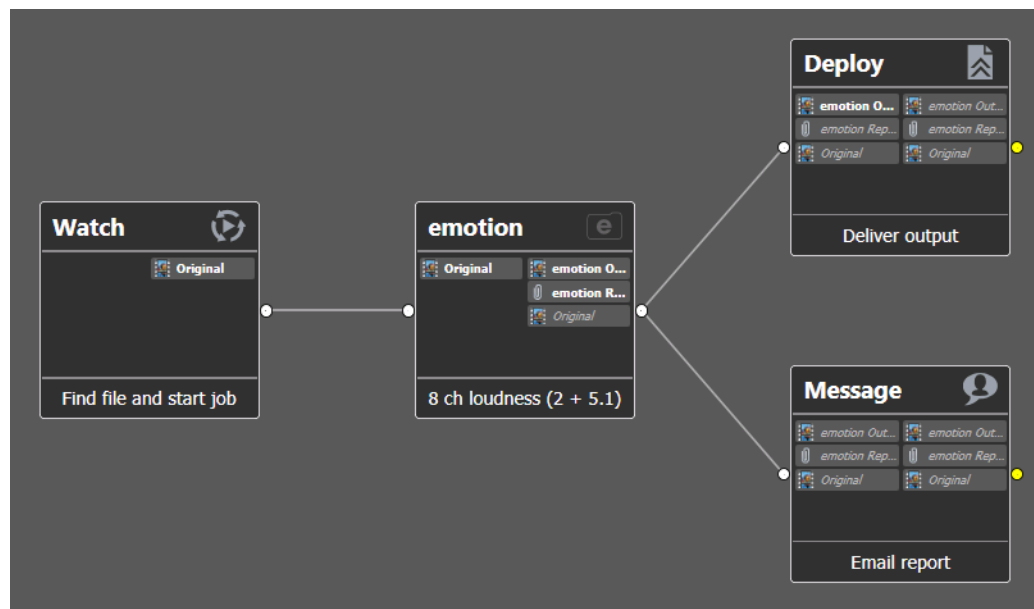 Watch
Original
Find file and start job
emotion
e
Original
emotion O...
emotion R...
Original
8 ch loudness (2 + 5.1)
Deploy
emotion O... emotion Out...
emotion Rep... emotion Rep...
Original Original
Deliver output
Message
emotion Out... emotion Out...
emotion Rep... emotion Rep...
Original Original
Email report